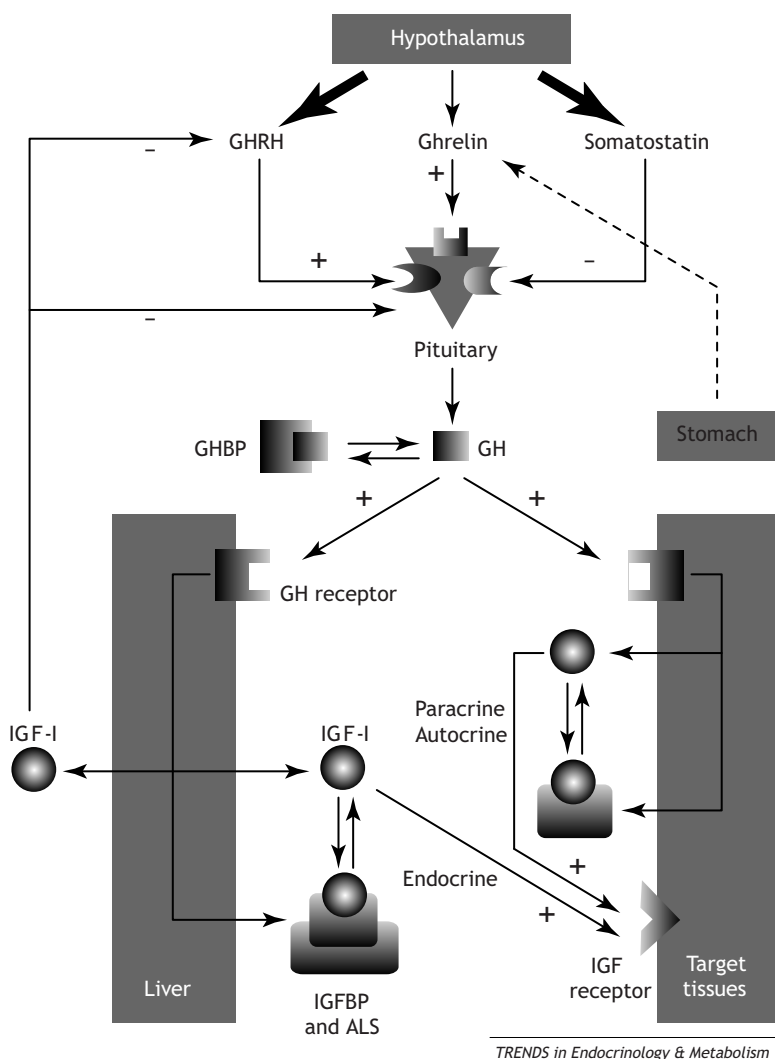 Hypothalamus
GHRH
Ghrelin
Somatostatin
–
+
+
–
–
Pituitary
Stomach
GHBP
GH
+
+
GH receptor
Paracrine
Autocrine
IGF-I
IGF-I
Endocrine
+
+
Liver
IGFBP
and ALS
IGF
receptor
Target
tissues
TRENDS in Endocrinology & Metabolism